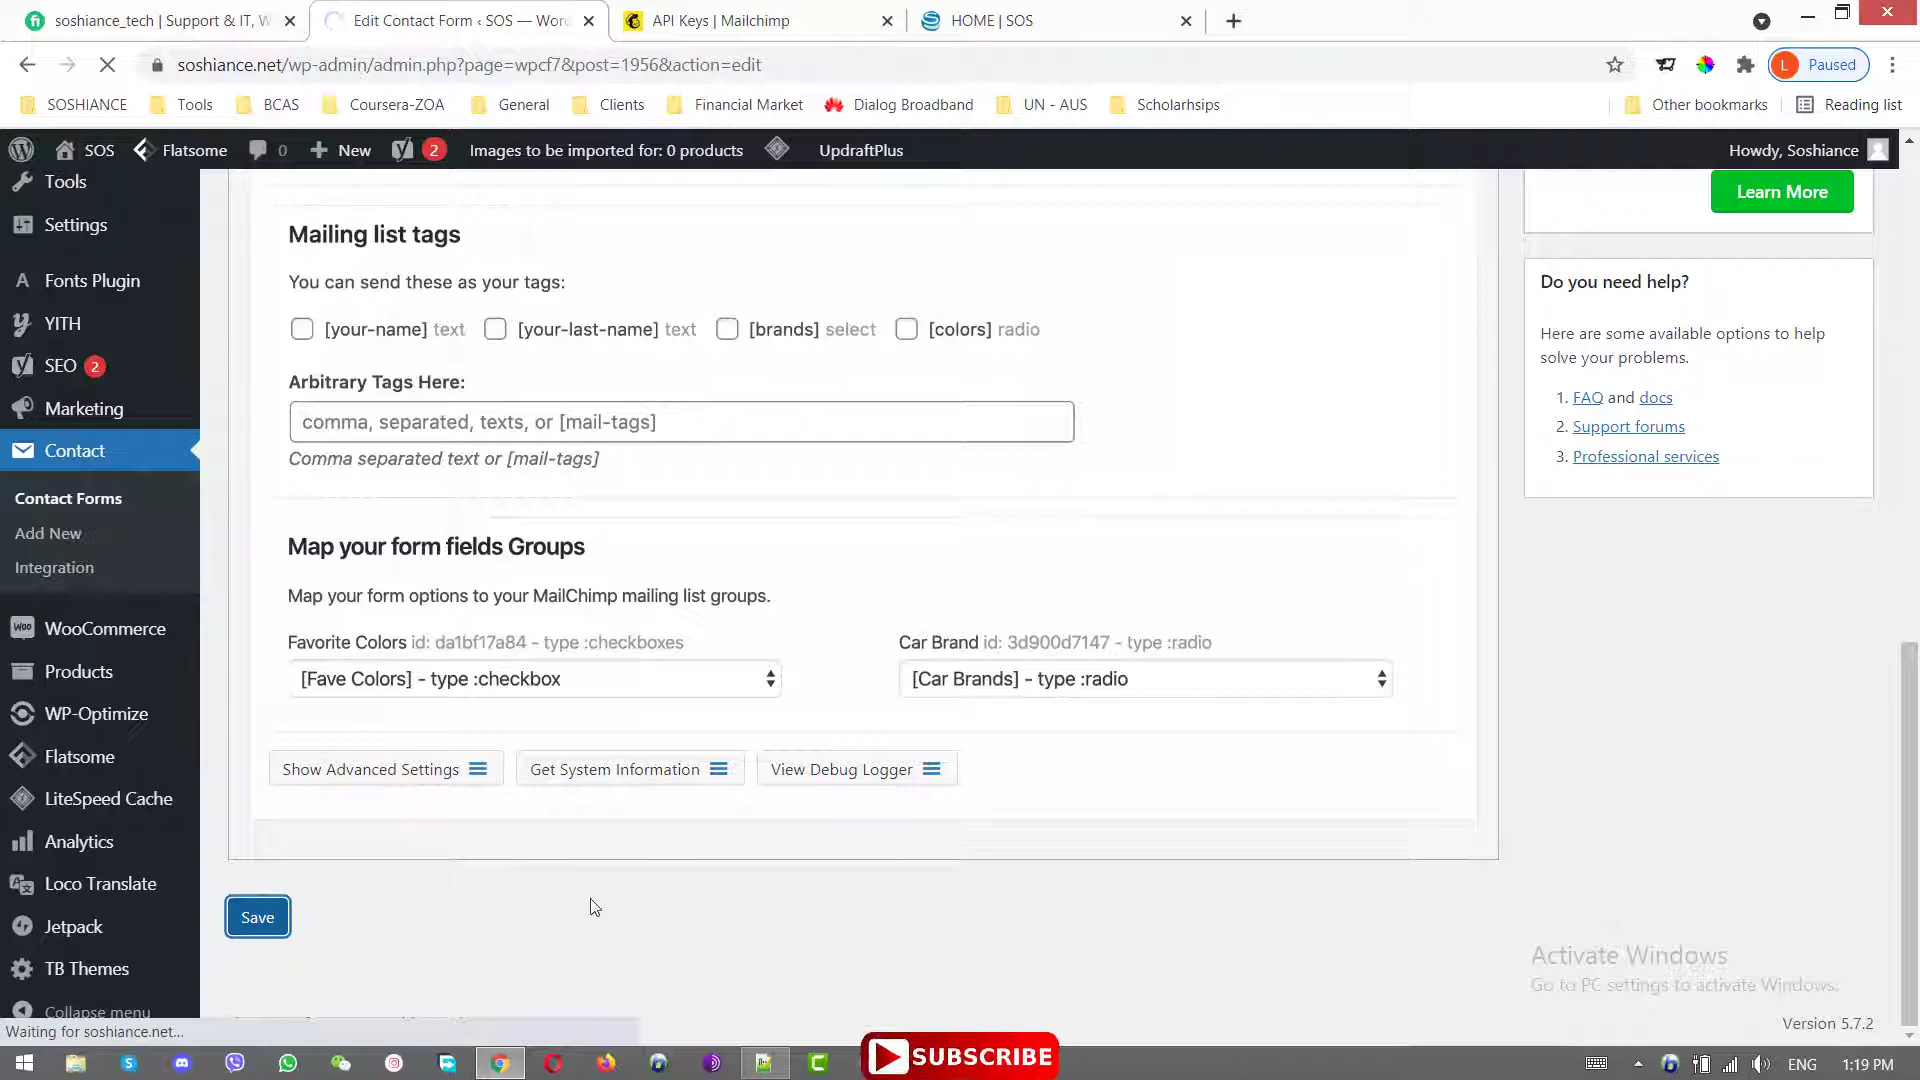 soshiance_tech | Support & IT, W
Edit Contact Form ‹ SOS — Word
API Keys | Mailchimp
HOME | SOS
soshiance.net/wp-admin/admin.php?page=wpcf7&post=1956&action=edit
L Paused
SOSHIANCE
Tools
BCAS
Coursera-ZOA
General
Clients
Financial Market
Dialog Broadband
UN - AUS
Scholarhsips
Other bookmarks
Reading list
SOS
Flatsome
0
New
2
Images to be imported for: 0 products
UpdraftPlus
Howdy, Soshiance
Tools
Settings
Fonts Plugin
YITH
SEO 2
Marketing
Contact
Contact Forms
Add New
Integration
WooCommerce
Products
WP-Optimize
Flatsome
LiteSpeed Cache
Analytics
Loco Translate
Jetpack
TB Themes
Collapse menu
Mailing list tags
You can send these as your tags:
[your-name] text [your-last-name] text [brands] select [colors] radio
Arbitrary Tags Here:
comma, separated, texts, or [mail-tags]
Comma separated text or [mail-tags]
Map your form fields Groups
Map your form options to your MailChimp mailing list groups.
Favorite Colors id: da1bf17a84 - type :checkboxes
[Fave Colors] - type :checkbox
Car Brand id: 3d900d7147 - type :radio
[Car Brands] - type :radio
Show Advanced Settings
Get System Information
View Debug Logger
Save
Learn More
Do you need help?
Here are some available options to help
solve your problems.
1. FAQ and docs
2. Support forums
3. Professional services
Activate Windows
Go to PC settings to activate Windows.
Version 5.7.2
Waiting for soshiance.net...
SUBSCRIBE
ENG
1:19 PM